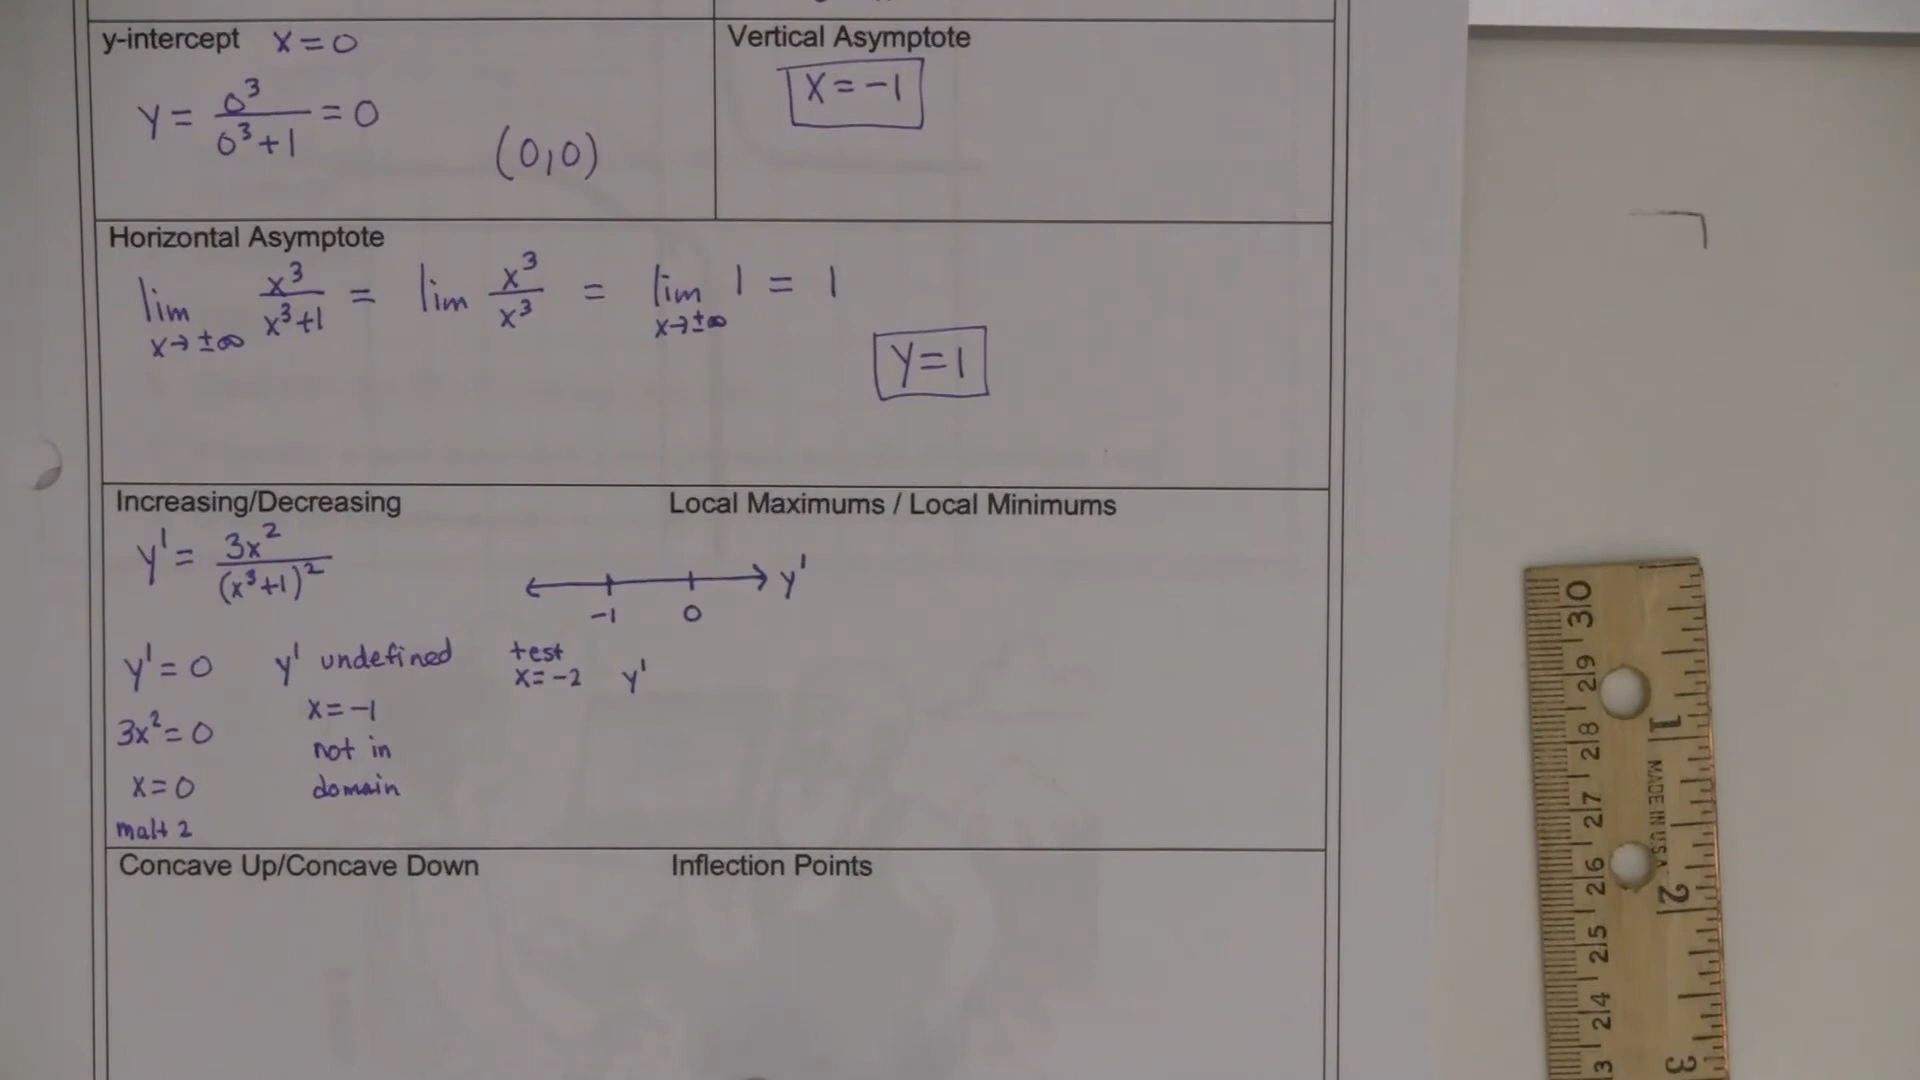 y-intercept x=0
y = 0³/(0³+1) = 0
(0,0)
Vertical Asymptote
x = -1
Horizontal Asymptote
lim x→±∞ x³/(x³+1) = lim x³/x³ = lim x→±∞ 1 = 1
y=1
Increasing/Decreasing
y' = 3x²/(x³+1)²
y' = 0
3x² = 0
x = 0
mult 2
y' undefined
x = -1
not in
domain
Local Maximums / Local Minimums
y'
-1 0
test
x = -2 y'
Concave Up/Concave Down
Inflection Points
30
29
28
27
26
25
24
3
1
MADE IN U.S.A.
2
3